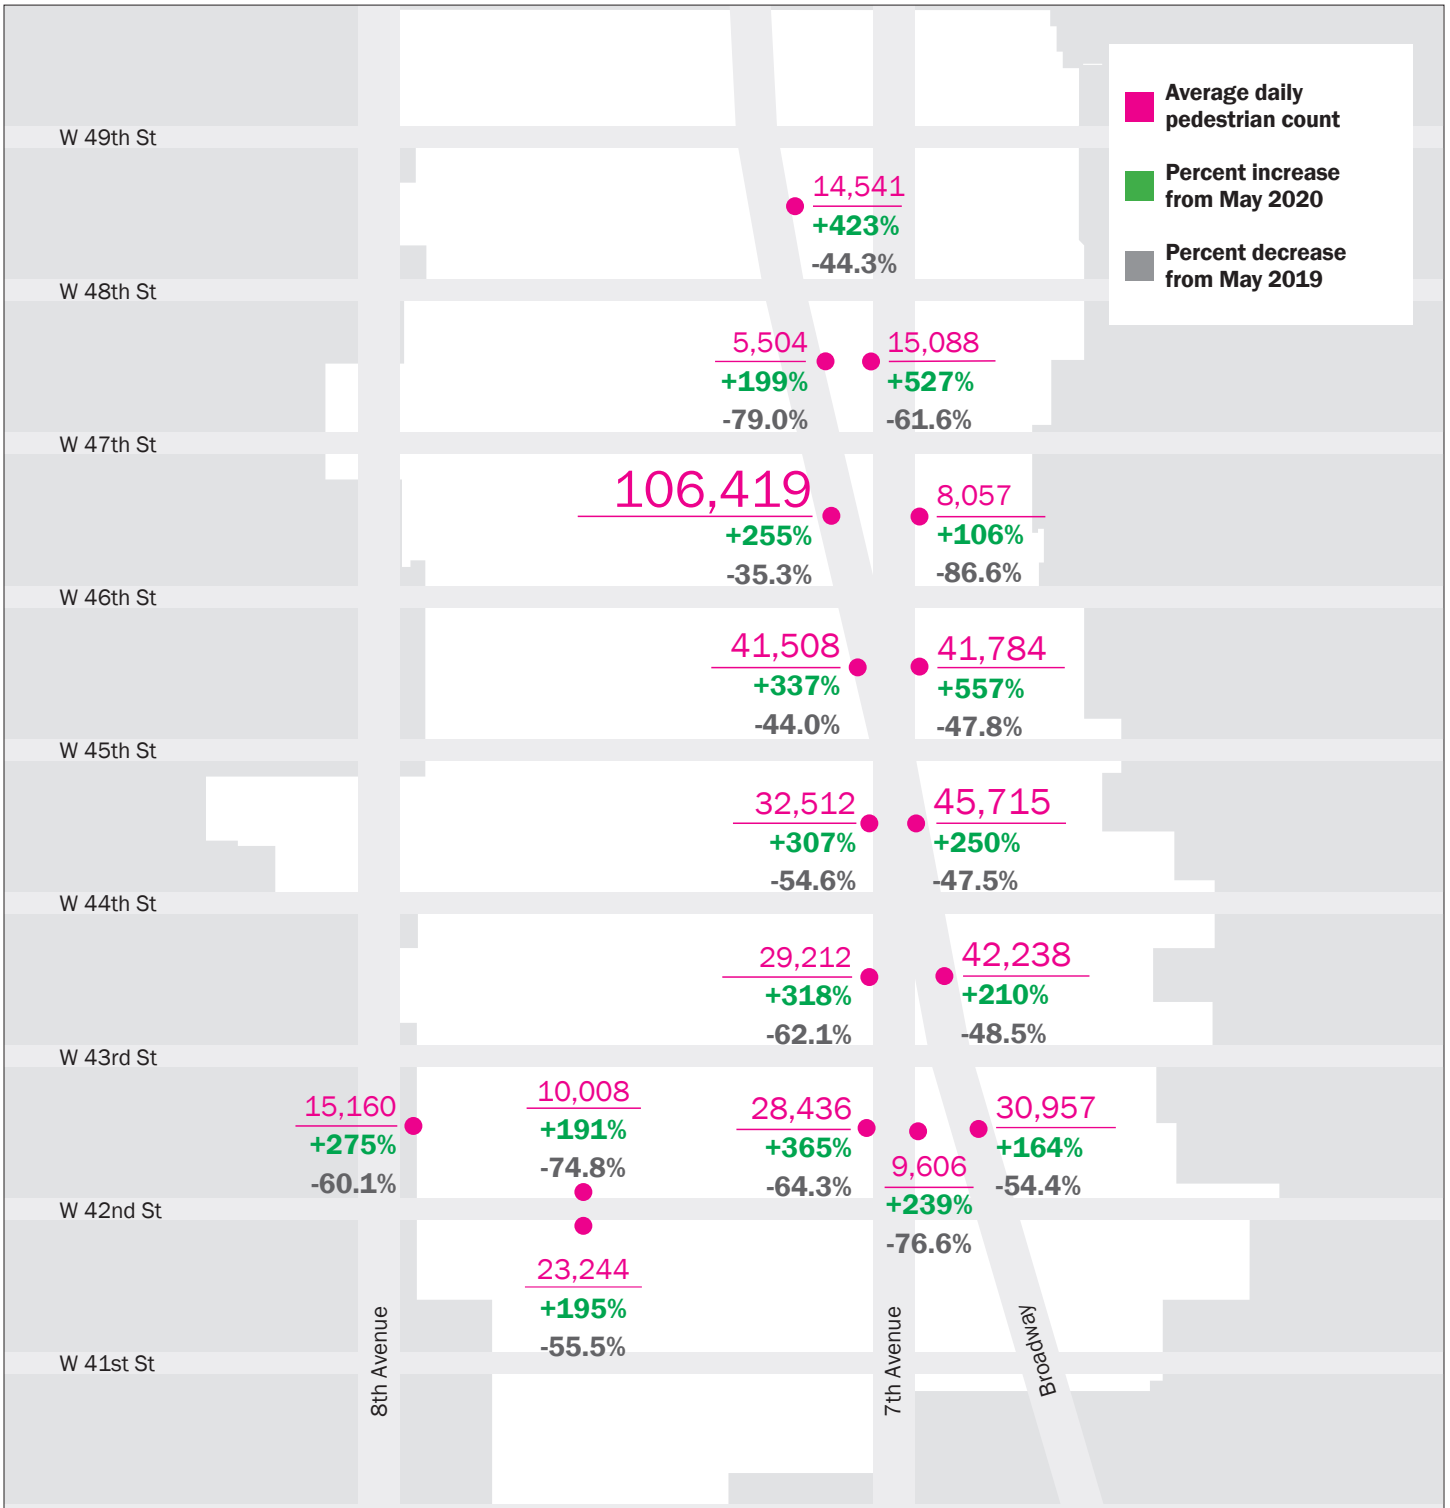 Average daily
pedestrian count
Percent increase
from May 2020
Percent decrease
from May 2019
W 49th St
14,541
+423%
-44.3%
W 48th St
5,504
+199%
-79.0%
15,088
+527%
-61.6%
W 47th St
106,419
+255%
-35.3%
8,057
+106%
-86.6%
W 46th St
41,508
+337%
-44.0%
41,784
+557%
-47.8%
W 45th St
32,512
+307%
-54.6%
45,715
+250%
-47.5%
W 44th St
29,212
+318%
-62.1%
42,238
+210%
-48.5%
W 43rd St
15,160
+275%
-60.1%
10,008
+191%
-74.8%
28,436
+365%
-64.3%
9,606
+239%
-76.6%
30,957
+164%
-54.4%
W 42nd St
23,244
+195%
-55.5%
W 41st St
8th Avenue
7th Avenue
Broadway